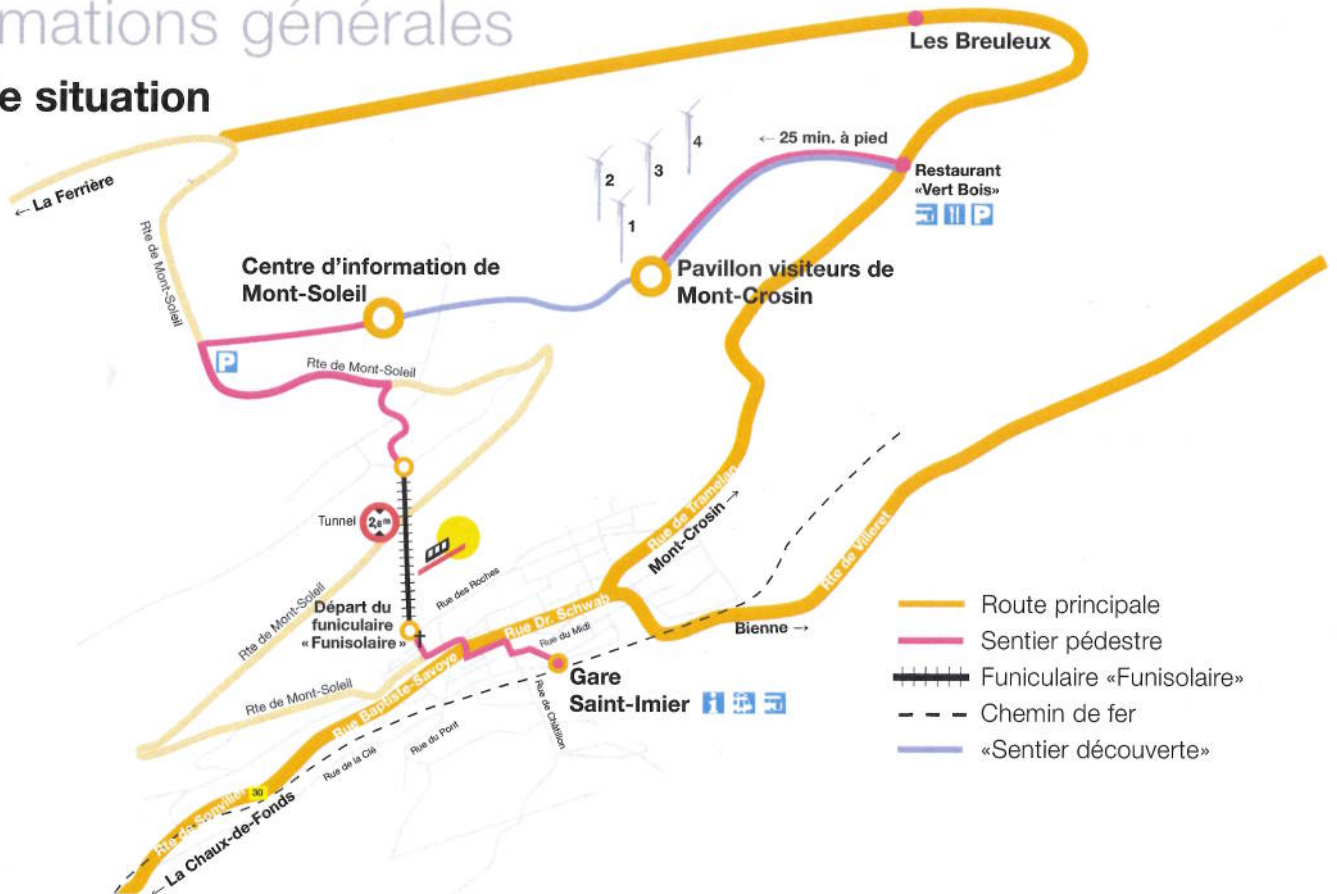 mations générales
e situation
Les Breuleux
← 25 min. à pied
Restaurant
«Vert Bois»
P
4
3
2
1
← La Ferrière
Rte de Mont-Soleil
Centre d'information de
Mont-Soleil
Pavillon visiteurs de
Mont-Crosin
P
Rte de Mont-Soleil
Tunnel
2,6 m
Rue de Tramelan
Mont-Crosin →
Rte de Villeret
Rue des Roches
Départ du
funiculaire
«Funisolaire»
Rte de Mont-Soleil
Rue Dr. Schwab
Rue du Midi
Bienne →
Gare
Saint-Imier
i
Rte de Mont-Soleil
Rue Baptiste-Savoye
Rue de Châtillon
Rue du Pont
Rue de la Clé
30
Rte de Sonvilier
← La Chaux-de-Fonds
Route principale
Sentier pédestre
Funiculaire «Funisolaire»
Chemin de fer
«Sentier découverte»